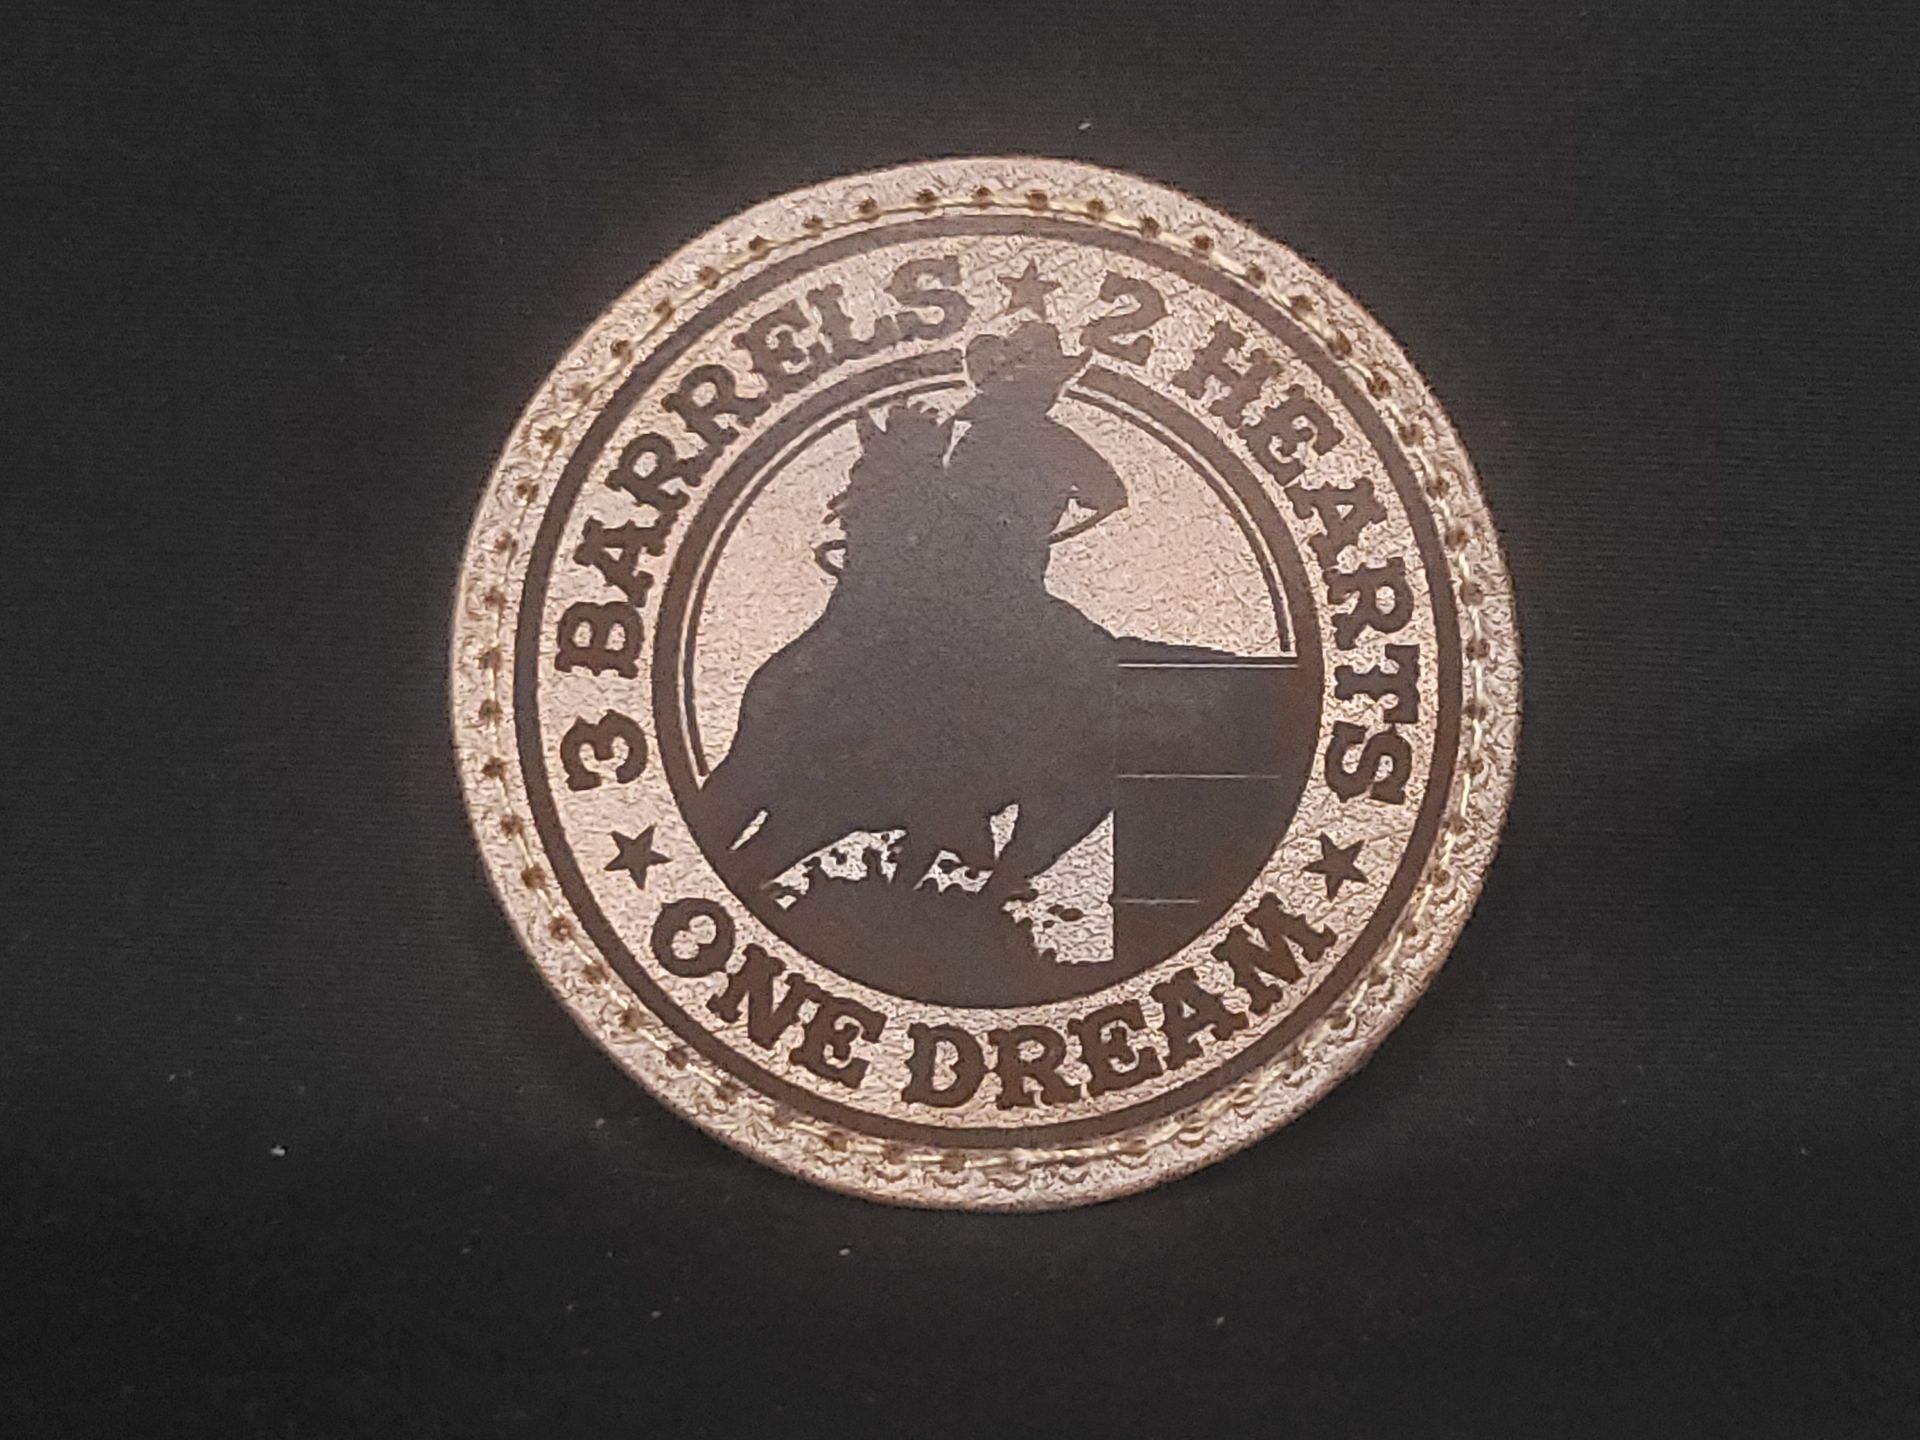 3 BARRELS ★ 2 HEARTS
★ ONE DREAM ★